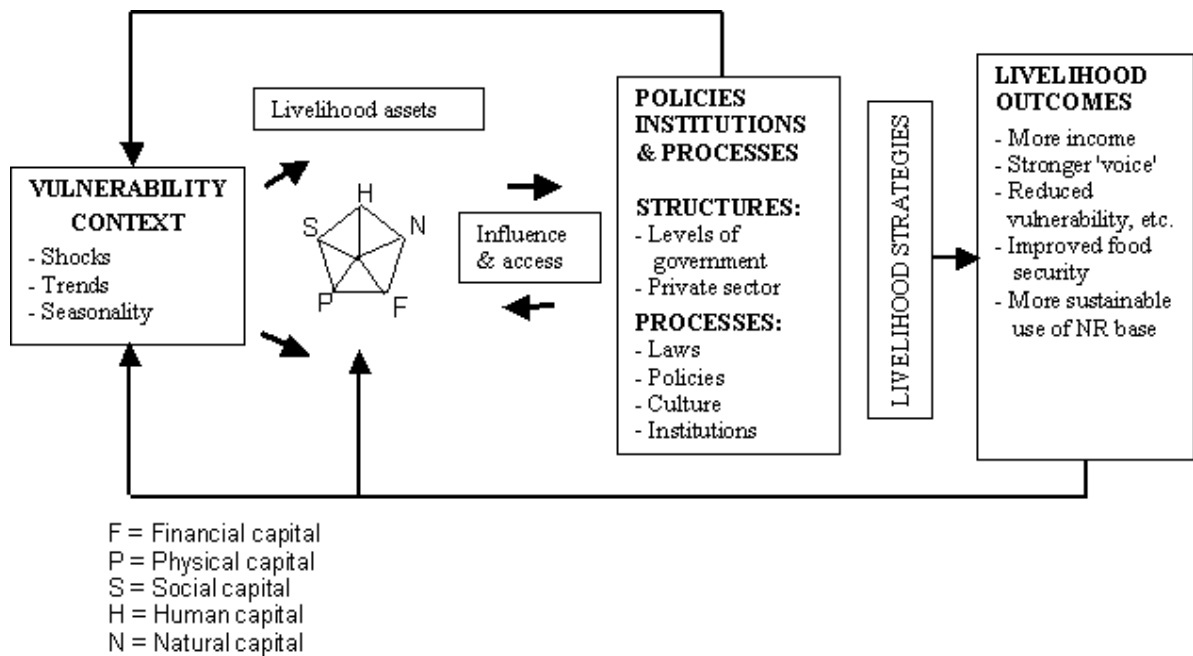 Livelihood assets
VULNERABILITY
CONTEXT
- Shocks
- Trends
- Seasonality
H
S
N
P
F
Influence
& access
POLICIES
INSTITUTIONS
& PROCESSES
STRUCTURES:
- Levels of
government
- Private sector
PROCESSES:
- Laws
- Policies
- Culture
- Institutions
LIVELIHOOD STRATEGIES
LIVELIHOOD
OUTCOMES
- More income
- Stronger 'voice'
- Reduced
vulnerability, etc.
- Improved food
security
- More sustainable
use of NR base
F = Financial capital
P = Physical capital
S = Social capital
H = Human capital
N = Natural capital